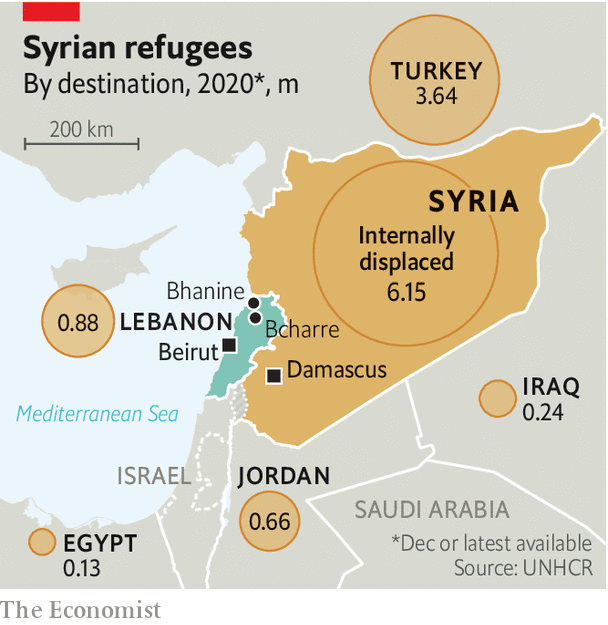 Syrian refugees
By destination, 2020*, m
200 km
TURKEY
3.64
SYRIA
Internally
displaced
6.15
Bhanine
0.88
LEBANON
Bcharre
Beirut
Damascus
IRAQ
0.24
Mediterranean Sea
ISRAEL
JORDAN
0.66
SAUDI ARABIA
EGYPT
0.13
*Dec or latest available
Source: UNHCR
The Economist